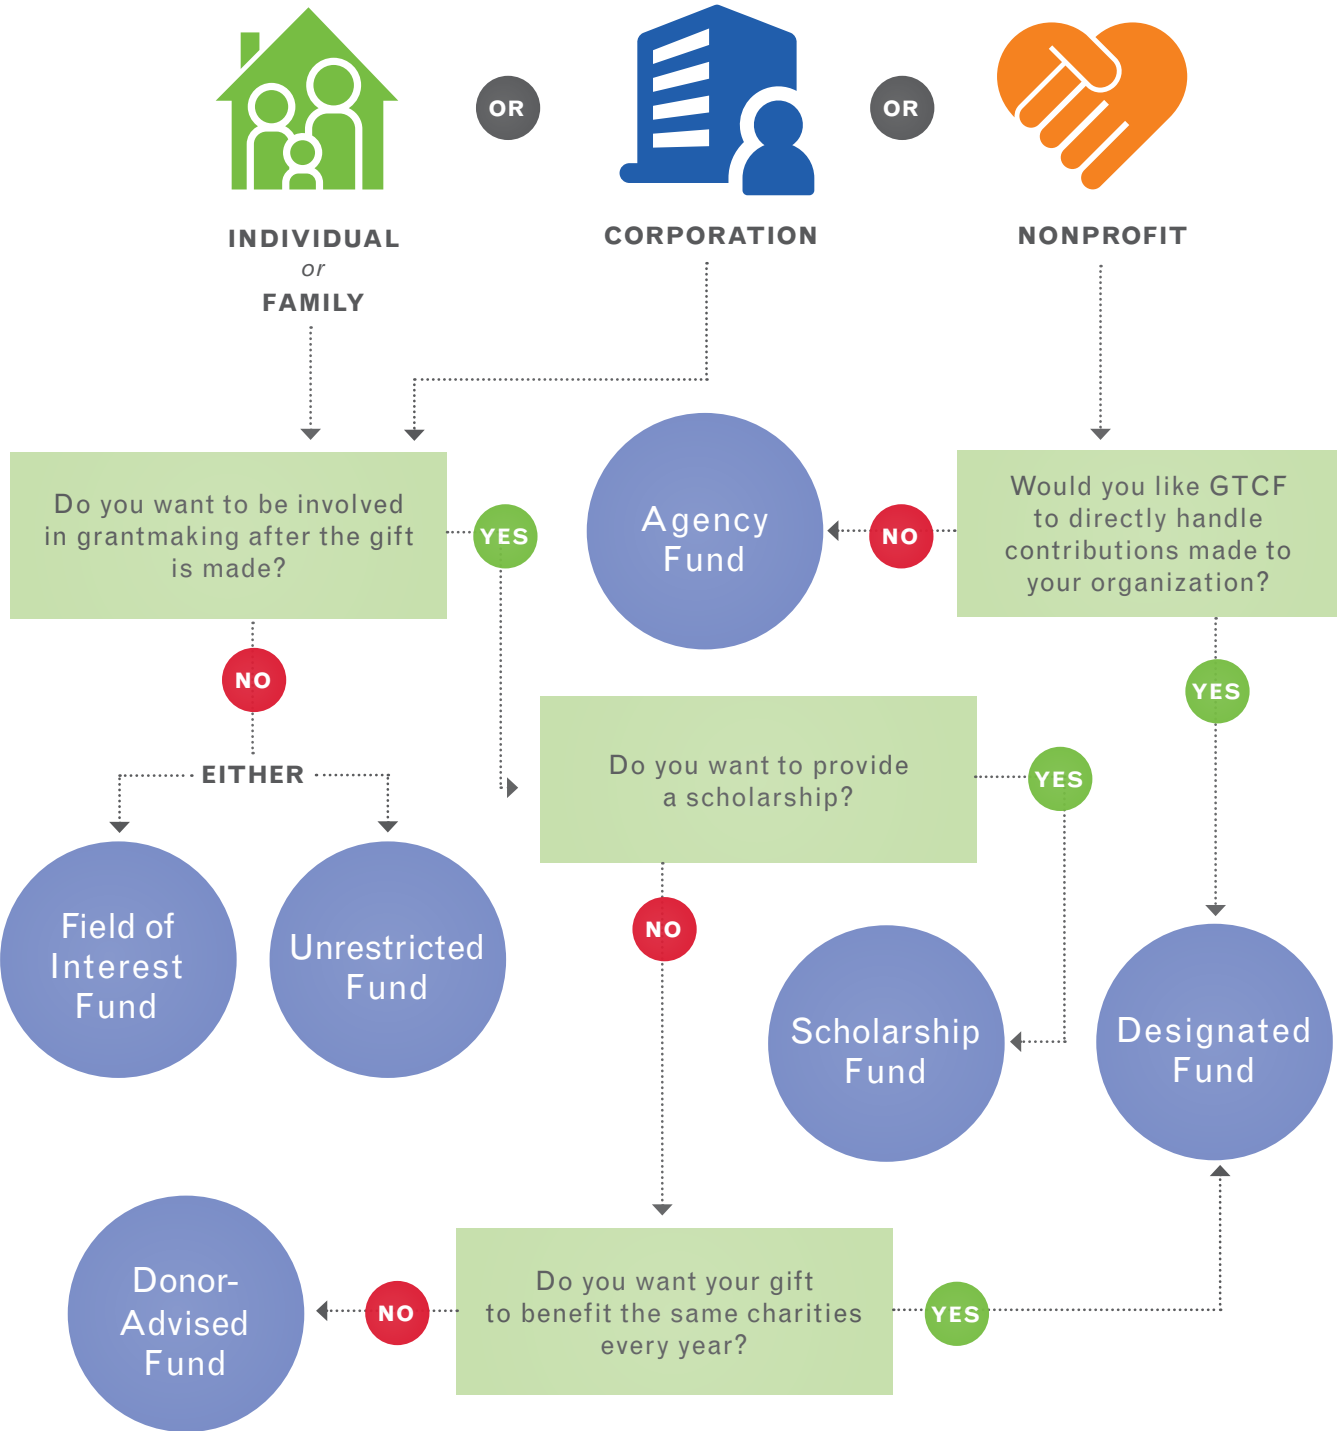 OR
OR
INDIVIDUAL
or
FAMILY
CORPORATION
NONPROFIT
Do you want to be involved
in grantmaking after the gift
is made?
YES
Agency
Fund
NO
Would you like GTCF
to directly handle
contributions made to
your organization?
NO
YES
EITHER
Do you want to provide
a scholarship?
YES
NO
Field of
Interest
Fund
Unrestricted
Fund
Scholarship
Fund
Designated
Fund
Donor-
Advised
Fund
NO
Do you want your gift
to benefit the same charities
every year?
YES